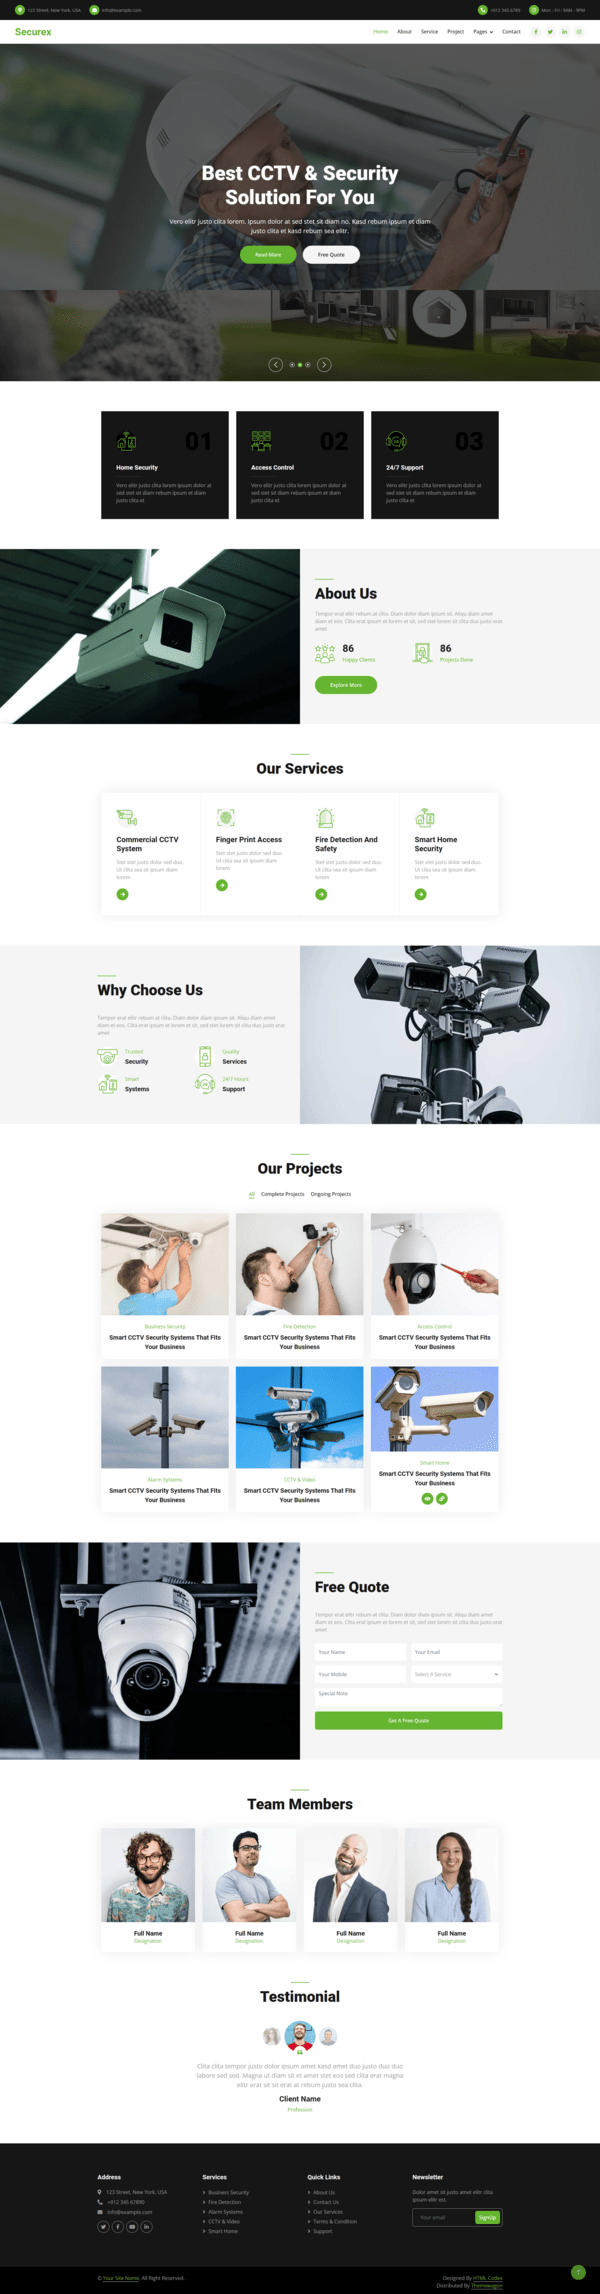 123 Street, New York, USA
info@example.com
+012 345 6789
Mon - Fri : 9AM - 9PM
Securex
Home
About
Service
Project
Pages
Contact
Best CCTV & Security
Solution For You
Vero elitr justo clita lorem. Ipsum dolor at sed stet sit diam no. Kasd rebum ipsum et diam
justo clita et kasd rebum sea elitr.
Read More
Free Quote
01
Home Security
Vero elitr justo clita lorem ipsum dolor at
sed stet sit diam rebum ipsum et diam
justo clita et
02
Access Control
Vero elitr justo clita lorem ipsum dolor at
sed stet sit diam rebum ipsum et diam
justo clita et
03
24/7 Support
Vero elitr justo clita lorem ipsum dolor at
sed stet sit diam rebum ipsum et diam
justo clita et
About Us
Tempor erat elitr rebum at clita. Diam dolor diam ipsum sit. Aliqu diam amet
diam et eos. Clita erat ipsum et lorem et sit, sed stet lorem sit clita duo justo erat
amet
86
Happy Clients
86
Projects Done
Explore More
Our Services
Commercial CCTV
System
Stet stet justo dolor sed duo.
Ut clita sea sit ipsum diam
lorem
Finger Print Access
Stet stet justo dolor sed duo.
Ut clita sea sit ipsum diam
lorem
Fire Detection And
Safety
Stet stet justo dolor sed duo.
Ut clita sea sit ipsum diam
lorem
Smart Home
Security
Stet stet justo dolor sed duo.
Ut clita sea sit ipsum diam
lorem
Why Choose Us
Tempor erat elitr rebum at clita. Diam dolor diam ipsum sit. Aliqu diam amet
diam et eos. Clita erat ipsum et lorem et sit, sed stet lorem sit clita duo justo erat
amet
Trusted
Security
Quality
Services
Smart
Systems
24/7 Hours
Support
PANOMERA
Our Projects
All
Complete Projects
Ongoing Projects
Business Security
Smart CCTV Security Systems That Fits
Your Business
Fire Detection
Smart CCTV Security Systems That Fits
Your Business
Access Control
Smart CCTV Security Systems That Fits
Your Business
Alarm Systems
Smart CCTV Security Systems That Fits
Your Business
CCTV & Video
Smart CCTV Security Systems That Fits
Your Business
Smart Home
Smart CCTV Security Systems That Fits
Your Business
Free Quote
Tempor erat elitr rebum at clita. Diam dolor diam ipsum sit. Aliqu diam amet
diam et eos. Clita erat ipsum et lorem et sit, sed stet lorem sit clita duo justo erat
amet
Your Name
Your Email
Your Mobile
Select A Service
Special Note
Get A Free Quote
Team Members
Full Name
Designation
Full Name
Designation
Full Name
Designation
Full Name
Designation
Testimonial
Clita clita tempor justo dolor ipsum amet kasd amet duo justo duo duo
labore sed sed. Magna ut diam sit et amet stet eos sed clita erat magna
elitr erat sit sit erat at rebum justo sea clita.
Client Name
Profession
Address
123 Street, New York, USA
+012 345 67890
info@example.com
Services
Business Security
Fire Detection
Alarm Systems
CCTV & Video
Smart Home
Quick Links
About Us
Contact Us
Our Services
Terms & Condition
Support
Newsletter
Dolor amet sit justo amet elitr clita
ipsum elitr est.
Your email
SignUp
© Your Site Name, All Right Reserved.
Designed By HTML Codex
Distributed By Themewagon